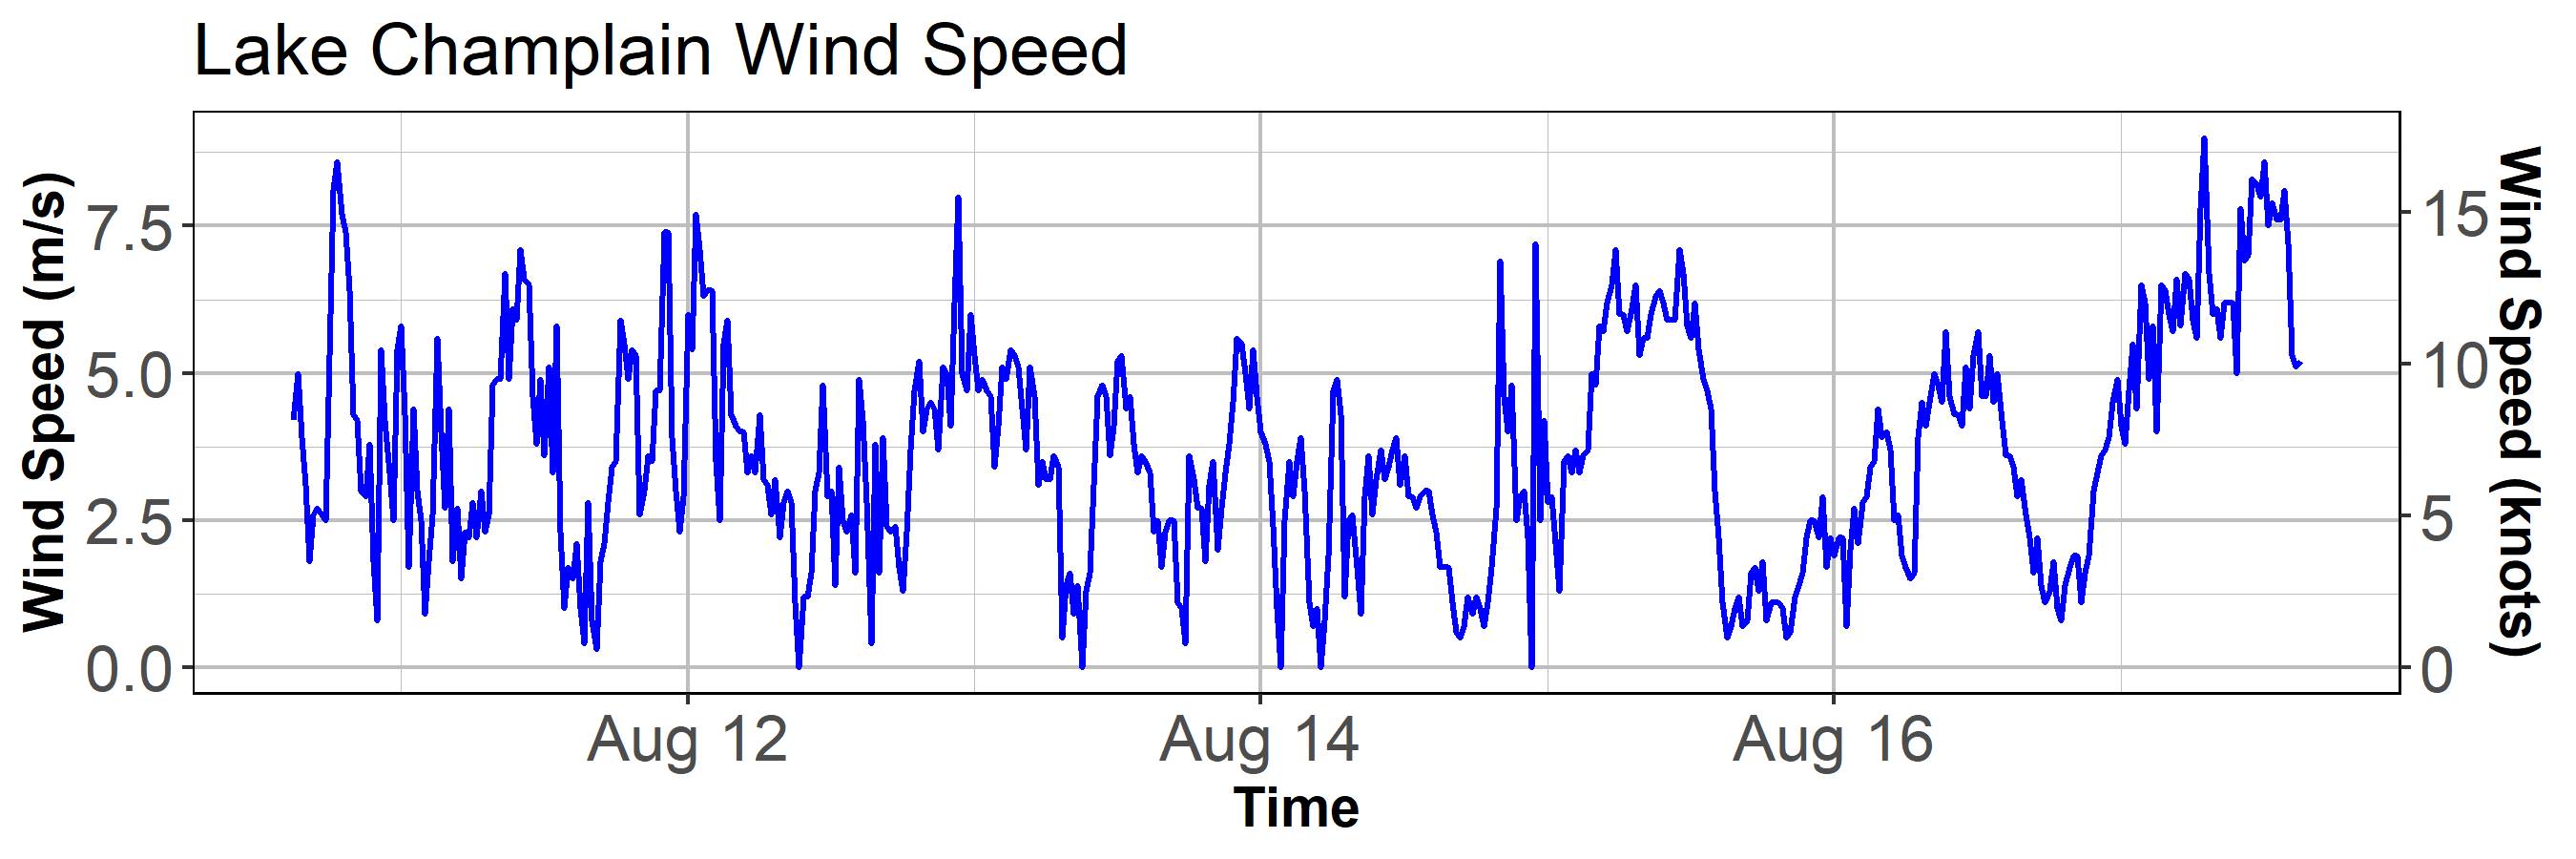 Lake Champlain Wind Speed
Wind Speed (m/s)
7.5
5.0
2.5
0.0
15
10
5
0
Wind Speed (knots)
Aug 12
Aug 14
Aug 16
Time